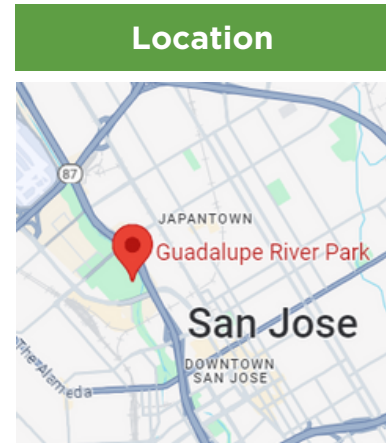 Location
87
JAPANTOWN
Guadalupe River Park
San Jose
DOWNTOWN
SAN JOSE
The Alameda